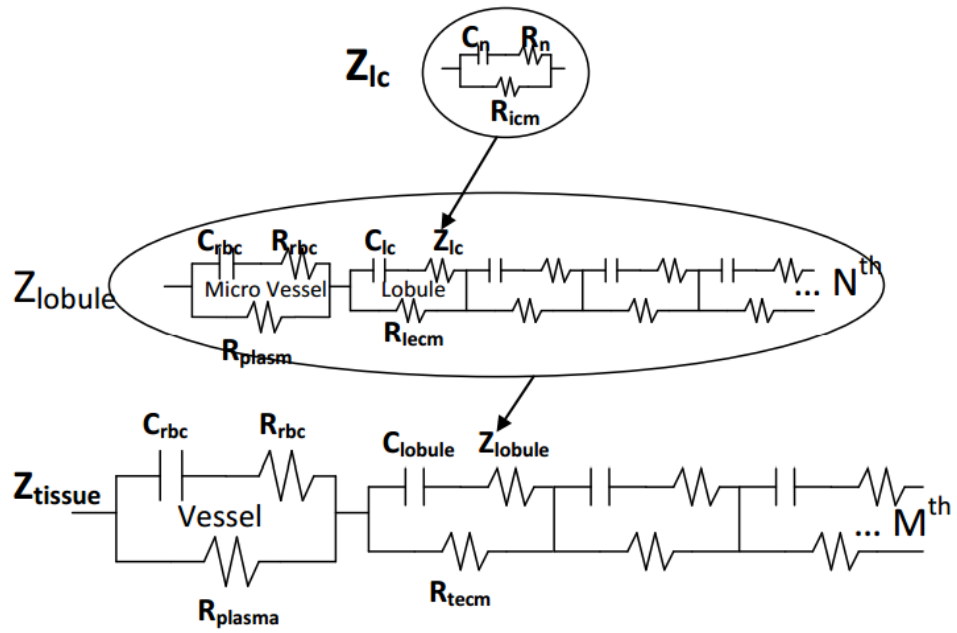 C_n R_n
Z_lc
R_icm
C_rbc R_rbc C_lc Z_lc
Z_lobule Micro Vessel Lobule ... N^th
R_plasm R_lecm
C_rbc R_rbc C_lobule Z_lobule
Z_tissue Vessel ... M^th
R_plasma R_tecm